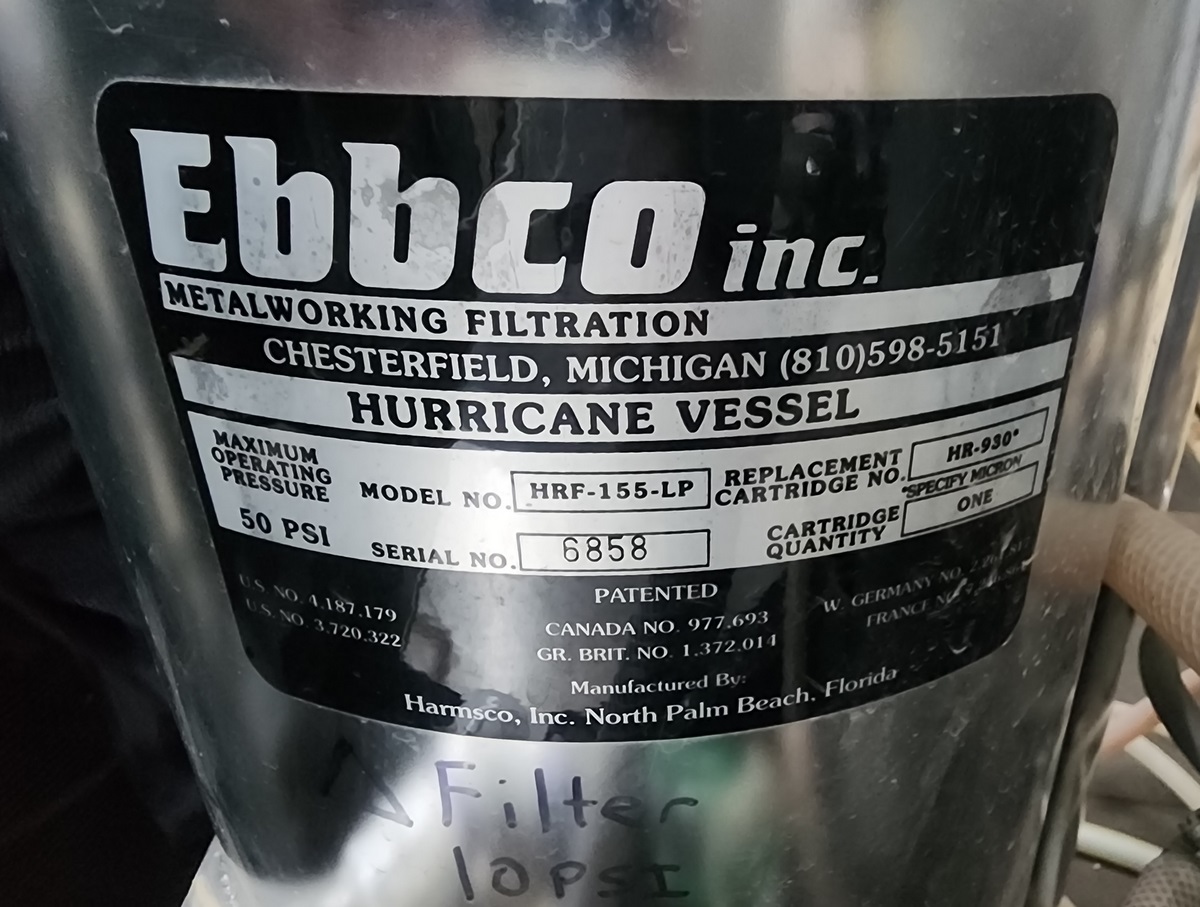 Ebbco inc.
METALWORKING FILTRATION
CHESTERFIELD, MICHIGAN (810)598-5151
HURRICANE VESSEL
MAXIMUM
OPERATING
PRESSURE
50 PSI
MODEL NO. HRF-155-LP
SERIAL NO. 6858
REPLACEMENT
CARTRIDGE NO. HR-930*
*SPECIFY MICRON
CARTRIDGE
QUANTITY ONE
U.S. NO. 4.187.179
U.S. NO. 3.720.322
PATENTED
CANADA NO. 977.693
GR. BRIT. NO. 1.372.014
W. GERMANY NO.
FRANCE
Manufactured By:
Harmsco, Inc. North Palm Beach, Florida
Filter
10PSI